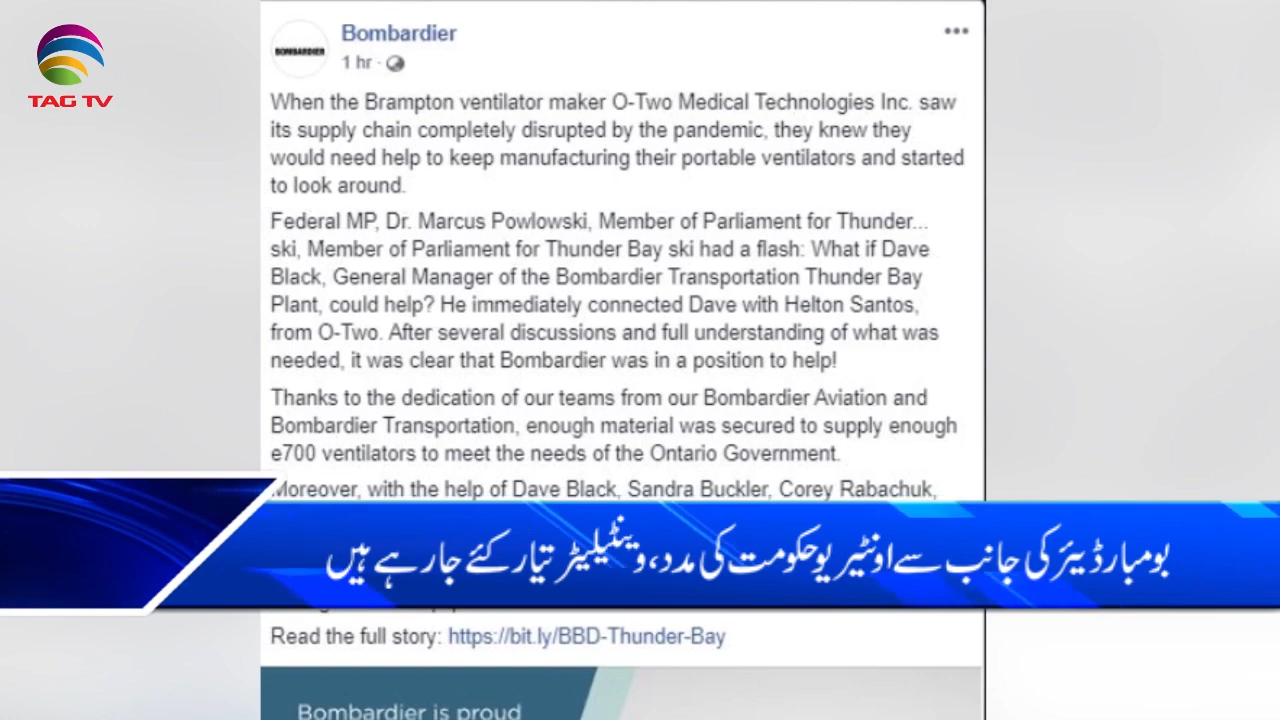 TAG TV
BOMBARDIER
Bombardier
1 hr
When the Brampton ventilator maker O-Two Medical Technologies Inc. saw
its supply chain completely disrupted by the pandemic, they knew they
would need help to keep manufacturing their portable ventilators and started
to look around.
Federal MP, Dr. Marcus Powlowski, Member of Parliament for Thunder...
ski, Member of Parliament for Thunder Bay ski had a flash: What if Dave
Black, General Manager of the Bombardier Transportation Thunder Bay
Plant, could help? He immediately connected Dave with Helton Santos,
from O-Two. After several discussions and full understanding of what was
needed, it was clear that Bombardier was in a position to help!
Thanks to the dedication of our teams from our Bombardier Aviation and
Bombardier Transportation, enough material was secured to supply enough
e700 ventilators to meet the needs of the Ontario Government.
Moreover, with the help of Dave Black, Sandra Buckler, Corey Rabachuk,
بومبارڈیئر کی جانب سے اونٹیریو حکومت کی مدد، وینٹیلیٹر تیار کئے جارہے ہیں
Read the full story: https://bit.ly/BBD-Thunder-Bay
Bombardier is proud